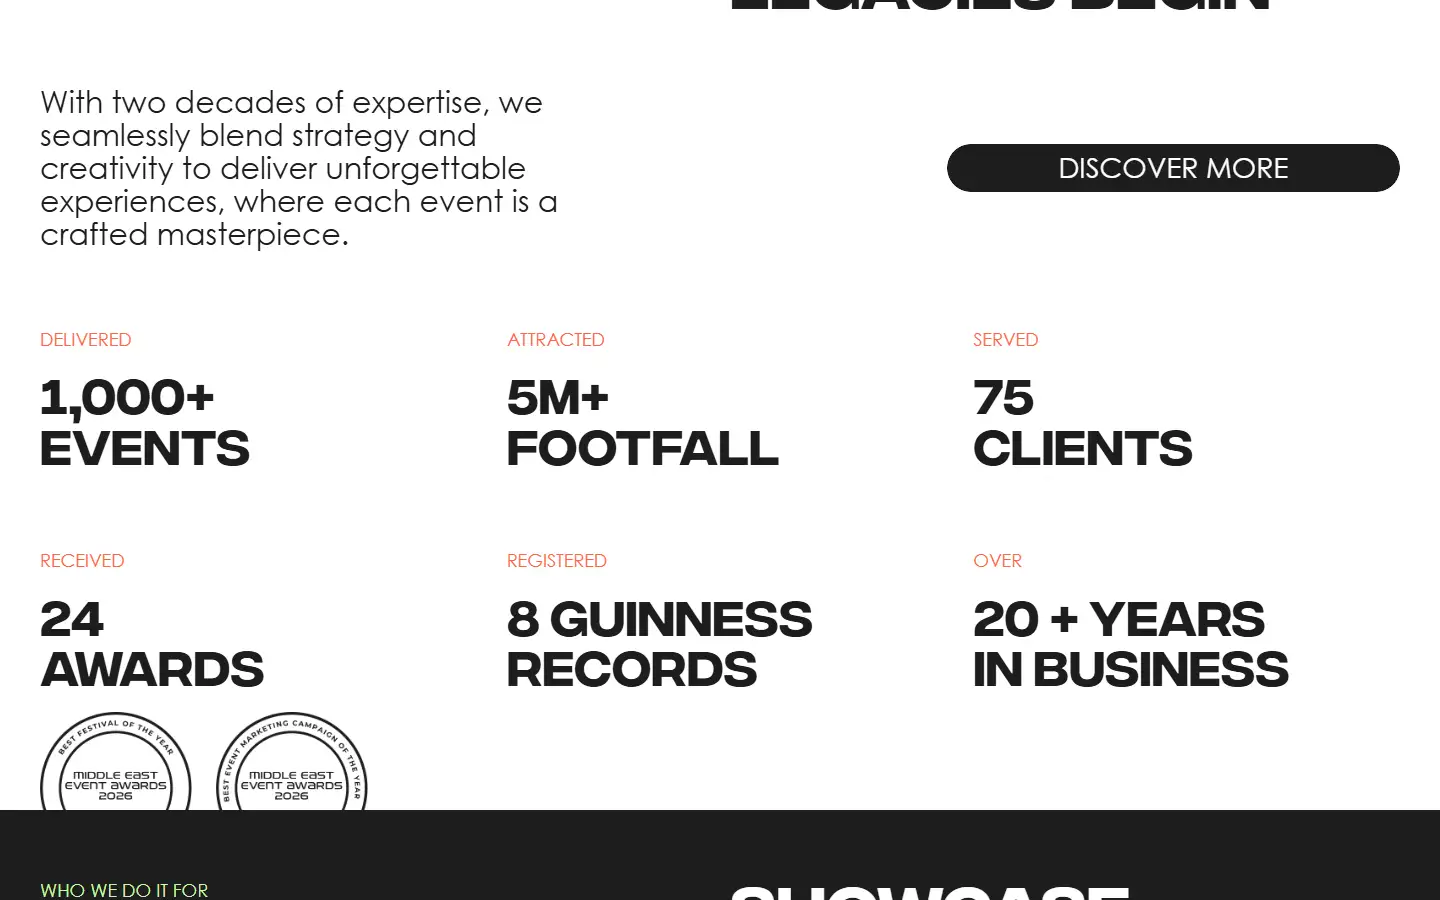 LEGACIES BEGIN
With two decades of expertise, we
seamlessly blend strategy and
creativity to deliver unforgettable
experiences, where each event is a
crafted masterpiece.
DISCOVER MORE
DELIVERED
1,000+
EVENTS
ATTRACTED
5M+
FOOTFALL
SERVED
75
CLIENTS
RECEIVED
24
AWARDS
REGISTERED
8 GUINNESS
RECORDS
OVER
20 + YEARS
IN BUSINESS
BEST FESTIVAL OF THE YEAR
MIDDLE EAST
EVENT AWARDS
2026
BEST EVENT MARKETING CAMPAIGN OF THE YEAR
MIDDLE EAST
EVENT AWARDS
2026
WHO WE DO IT FOR
SHOWCASE